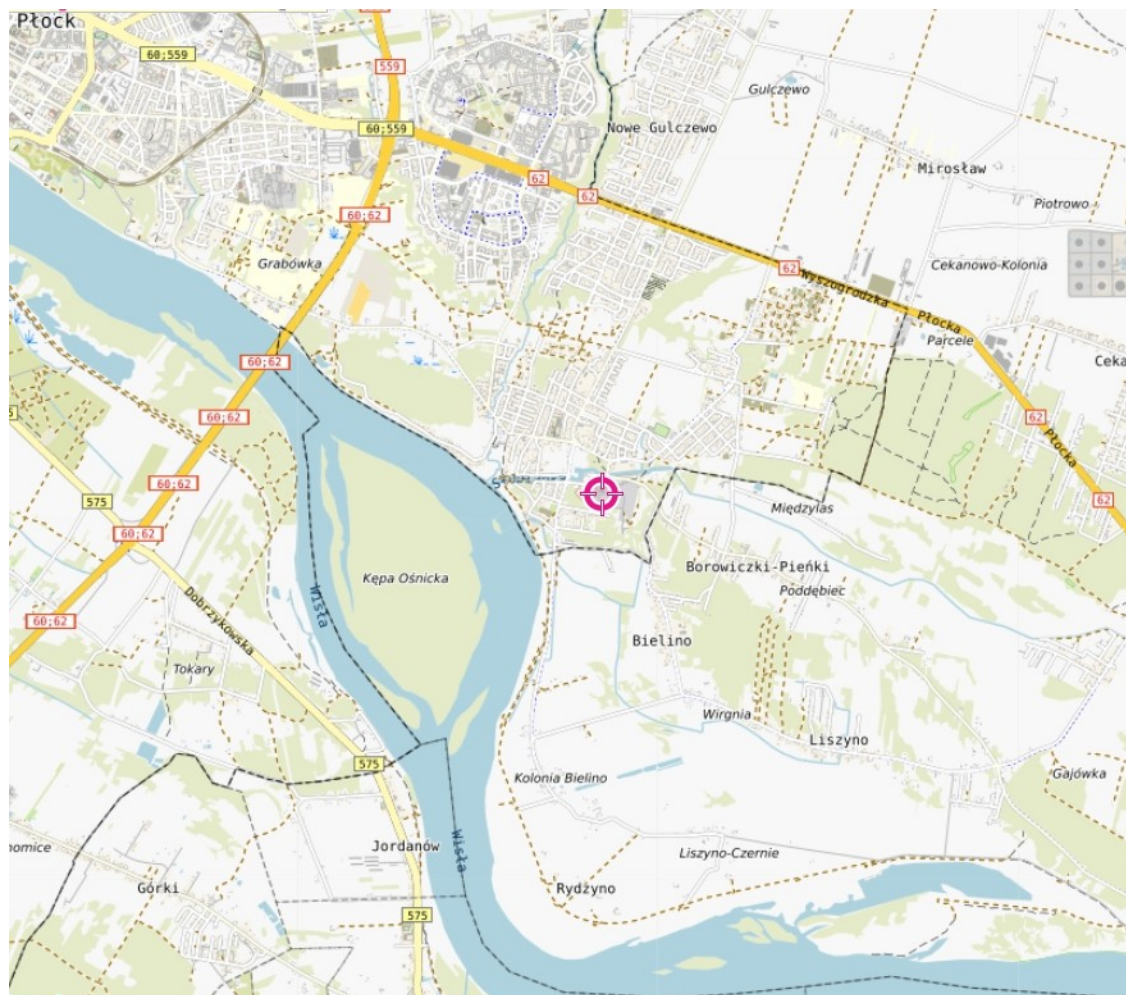 Płock
60;559
559
60;559
62
62
60;62
Gulczewo
Nowe Gulczewo
Mirosław
Piotrowo
Cekanowo-Kolonia
Grabówka
62
Wyszogrodzka
Płocka
Parcele
60;62
60;62
62
Płocka
62
575
60;62
60;62
60;62
Międzylas
Borowiczki-Pieńki
Poddębiec
Kępa Ośnicka
Wisła
Dobrzykowska
Tokary
Bielino
Wirgnia
Liszyno
575
Kolonia Bielino
Gajówka
Jordanów
Wisła
Liszyno-Czernie
Górki
Rydżyno
575